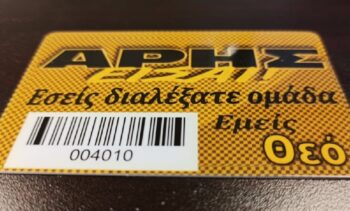 ΑΡΗΣ
ΕΙΣΑΙ!
Εσείς διαλέξατε ομάδα
Εμείς
Θεό
004010